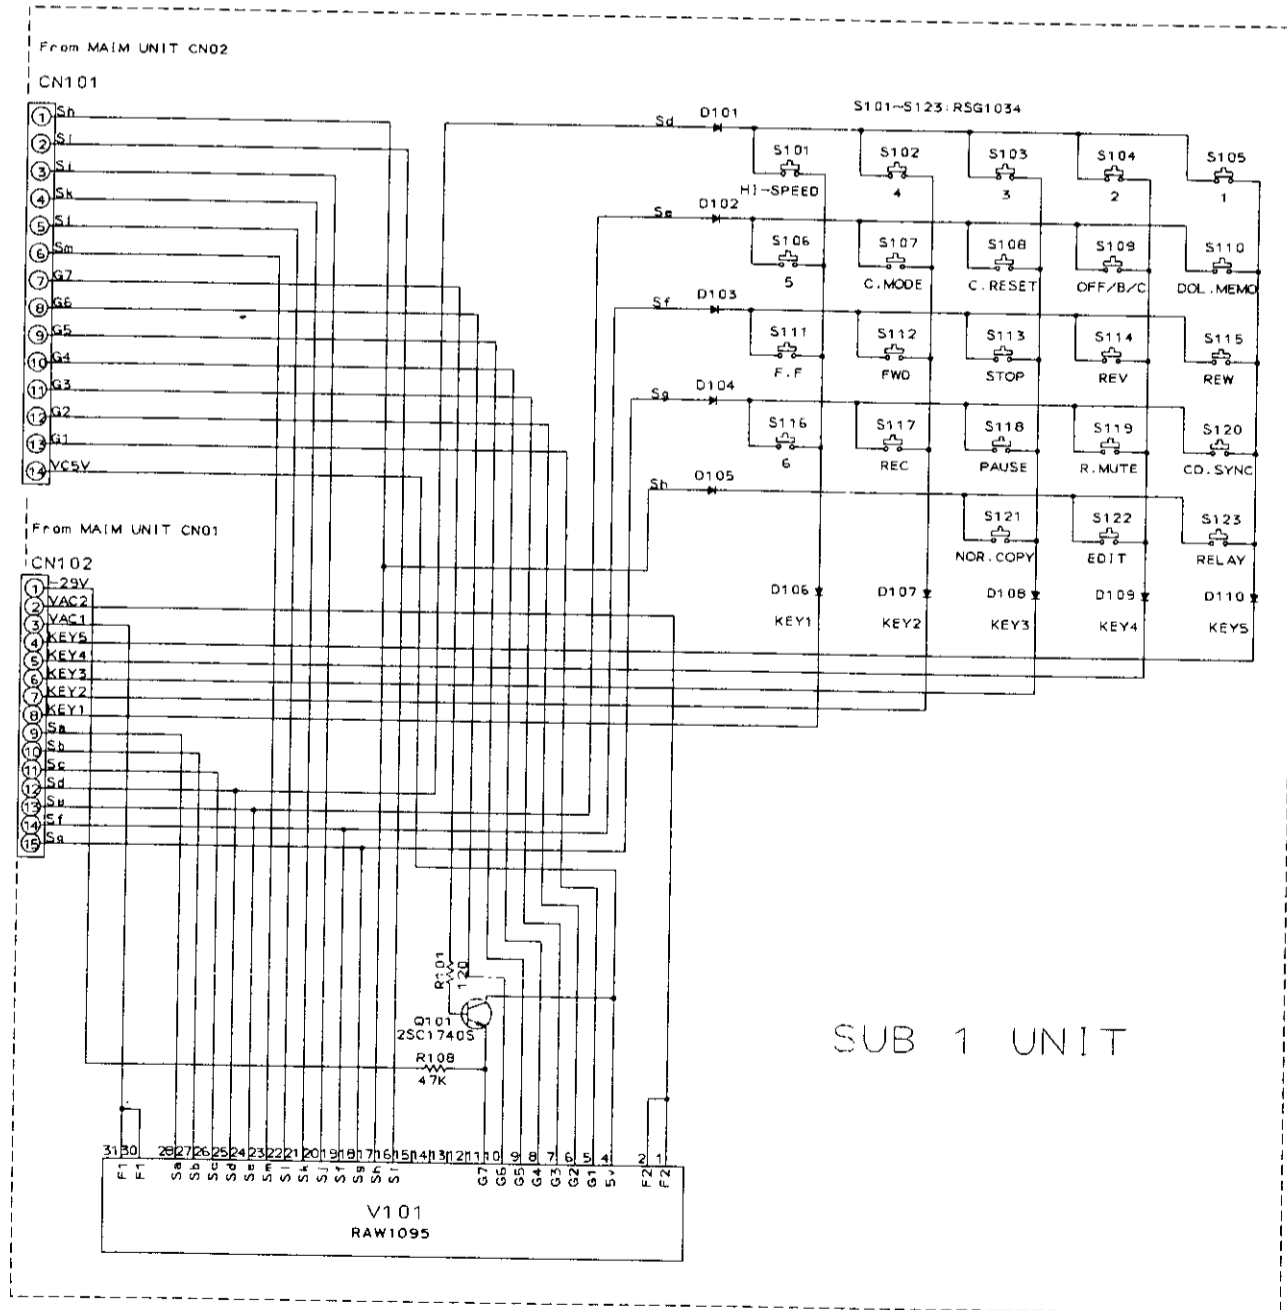 From MAIM UNIT CN02
CN101
1 Sh
2 Si
3 Si
4 Sk
5 Si
6 Sm
7 G7
8 G6
9 G5
10 G4
11 G3
12 G2
13 G1
14 VC5V
From MAIM UNIT CN01
CN102
1 -29V
2 VAC2
3 VAC1
4 KEY5
5 KEY4
6 KEY3
7 KEY2
8 KEY1
9 Sa
10 Sb
11 Sc
12 Sd
13 Su
14 Sf
15 Sg
S101~S123:RSG1034
Sd D101
S101 S102 S103 S104 S105
HI-SPEED 4 3 2 1
Se D102
S106 S107 S108 S109 S110
5 C.MODE C.RESET OFF/B/C DOL.MEMO
Sf D103
S111 S112 S113 S114 S115
F.F FWD STOP REV REW
Sg D104
S116 S117 S118 S119 S120
6 REC PAUSE R.MUTE CD.SYNC
Sh D105
S121 S122 S123
NOR.COPY EDIT RELAY
D106 D107 D108 D109 D110
KEY1 KEY2 KEY3 KEY4 KEY5
R101
120
Q101
2SC1740S
R108
47K
SUB 1 UNIT
31 30 28 27 26 25 24 23 22 21 20 19 18 17 16 15 14 13 12 11 10 9 8 7 6 5 4 2 1
F1 F1 Sa Sb Sc Sd Se Sm Sl Sk Sj Sf Sg Sh Si G7 G6 G5 G4 G3 G2 G1 5v F2 F2
V101
RAW1095